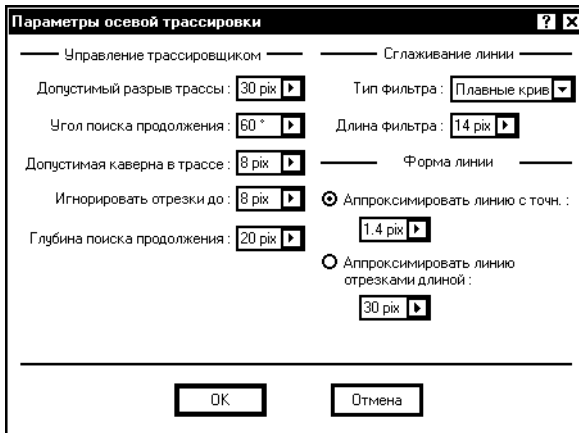 Параметры осевой трассировки
Управление трассировщиком
Допустимый разрыв трассы : 30 pix
Угол поиска продолжения : 60 °
Допустимая каверна в трассе : 8 pix
Игнорировать отрезки до : 8 pix
Глубина поиска продолжения : 20 pix
Сглаживание линии
Тип фильтра : Плавные крив
Длина фильтра : 14 pix
Форма линии
Аппроксимировать линию с точн. :
1.4 pix
Аппроксимировать линию
отрезками длиной :
30 pix
OK
Отмена